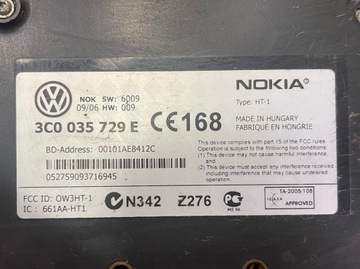 NOK SW: 6009
09/06 HW: 009
NOKIA
Type: HT-1
3C0 035 729 E CE168
MADE IN HUNGARY
FABRIQUÉ EN HONGRIE
BD-Address: 00101AE8412C
This device complies with part 15 of the FCC rules.
Operation is subject to the following two conditions:
(1) This device may not cause harmful interference, and
(2) this device must accept any interference received,
including interference that may cause undesired operation.
052759093716945
FCC ID: OW3HT-1
IC : 661AA-HT1
N342
Z276
TA-2005/108
ICASA
APPROVED